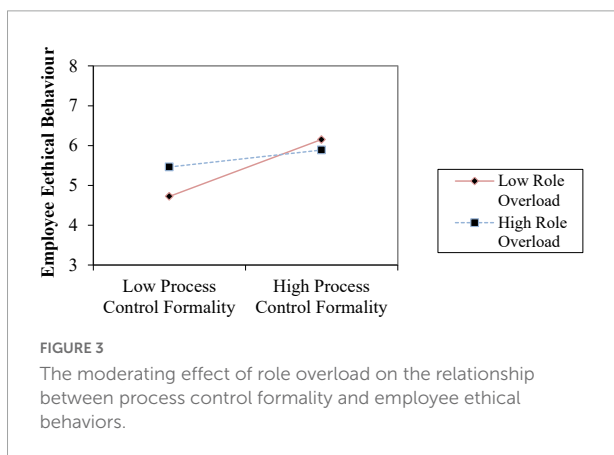 Employee Eethical Behaviour
8
7
6
5
4
3
Low Process
Control Formality
High Process
Control Formality
Low Role
Overload
High Role
Overload
FIGURE 3
The moderating effect of role overload on the relationship
between process control formality and employee ethical
behaviors.